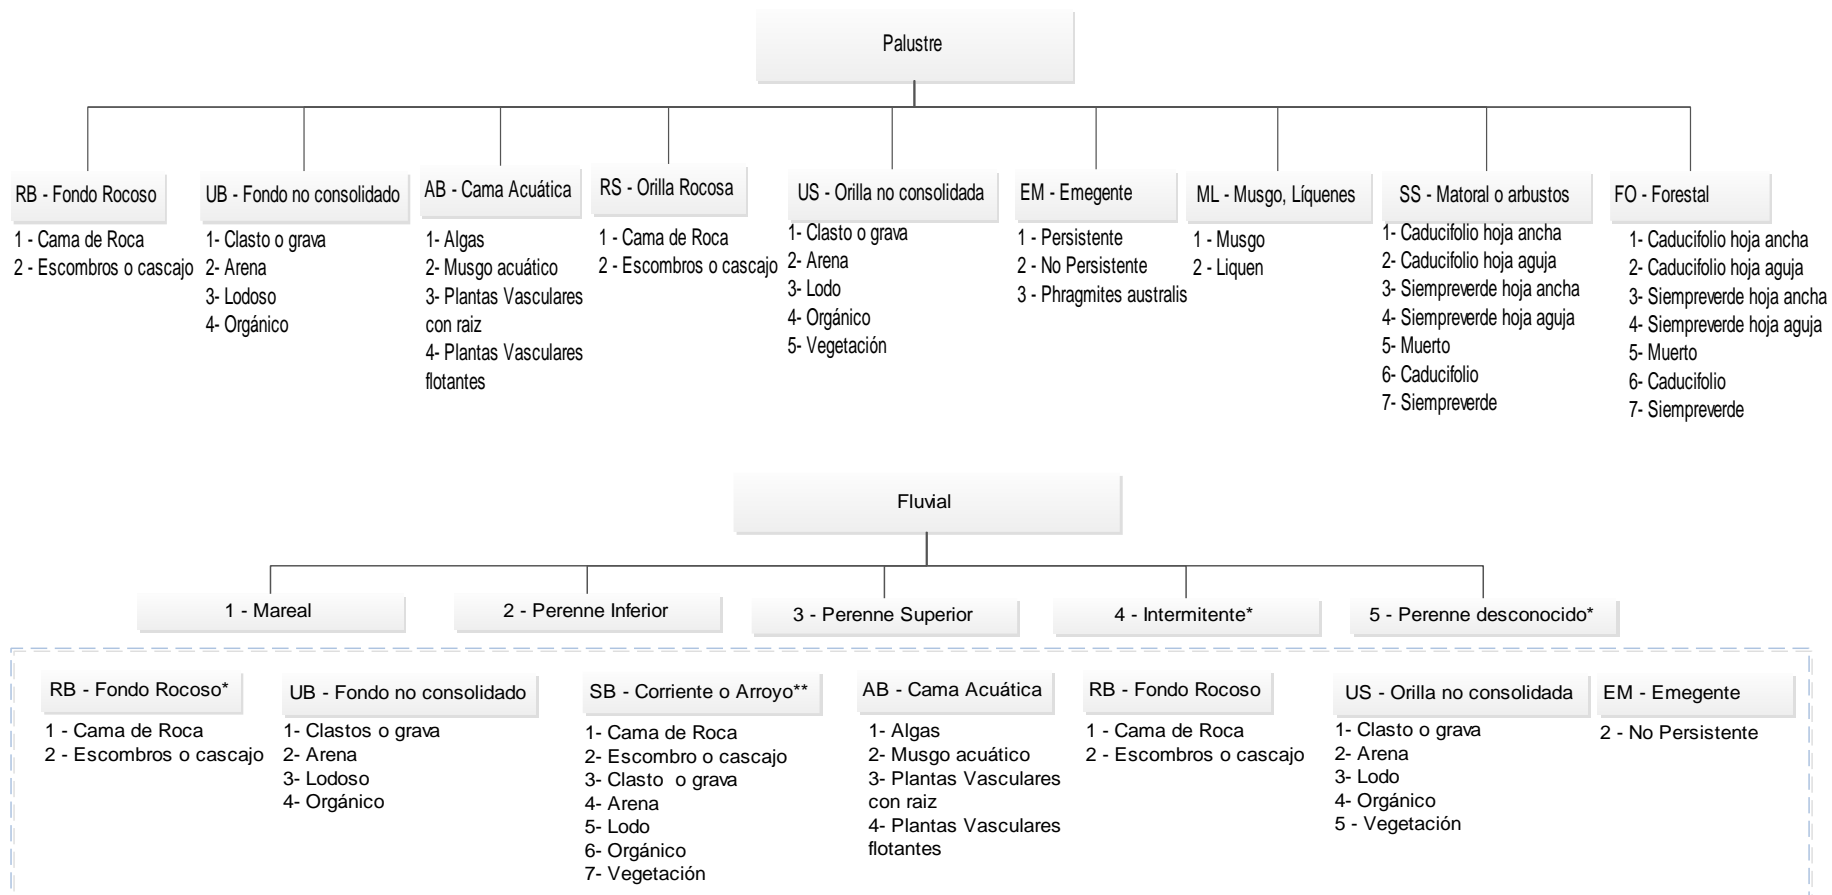 Palustre
RB - Fondo Rocoso
1 - Cama de Roca
2 - Escombros o cascajo
UB - Fondo no consolidado
1- Clasto o grava
2- Arena
3- Lodoso
4- Orgánico
AB - Cama Acuática
1- Algas
2- Musgo acuático
3- Plantas Vasculares
con raiz
4- Plantas Vasculares
flotantes
RS - Orilla Rocosa
1 - Cama de Roca
2 - Escombros o cascajo
US - Orilla no consolidada
1- Clasto o grava
2- Arena
3- Lodo
4- Orgánico
5- Vegetación
EM - Emegente
1 - Persistente
2 - No Persistente
3 - Phragmites australis
ML - Musgo, Líquenes
1 - Musgo
2 - Liquen
SS - Matoral o arbustos
1- Caducifolio hoja ancha
2- Caducifolio hoja aguja
3- Siempreverde hoja ancha
4- Siempreverde hoja aguja
5- Muerto
6- Caducifolio
7- Siempreverde
FO - Forestal
1- Caducifolio hoja ancha
2- Caducifolio hoja aguja
3- Siempreverde hoja ancha
4- Siempreverde hoja aguja
5- Muerto
6- Caducifolio
7- Siempreverde
Fluvial
1 - Mareal
2 - Perenne Inferior
3 - Perenne Superior
4 - Intermitente*
5 - Perenne desconocido*
RB - Fondo Rocoso*
1 - Cama de Roca
2 - Escombros o cascajo
UB - Fondo no consolidado
1- Clastos o grava
2- Arena
3- Lodoso
4- Orgánico
SB - Corriente o Arroyo**
1- Cama de Roca
2- Escombro o cascajo
3- Clasto o grava
4- Arena
5- Lodo
6- Orgánico
7- Vegetación
AB - Cama Acuática
1- Algas
2- Musgo acuático
3- Plantas Vasculares
con raiz
4- Plantas Vasculares
flotantes
RB - Fondo Rocoso
1 - Cama de Roca
2 - Escombros o cascajo
US - Orilla no consolidada
1- Clasto o grava
2- Arena
3- Lodo
4- Orgánico
5 - Vegetación
EM - Emegente
2 - No Persistente